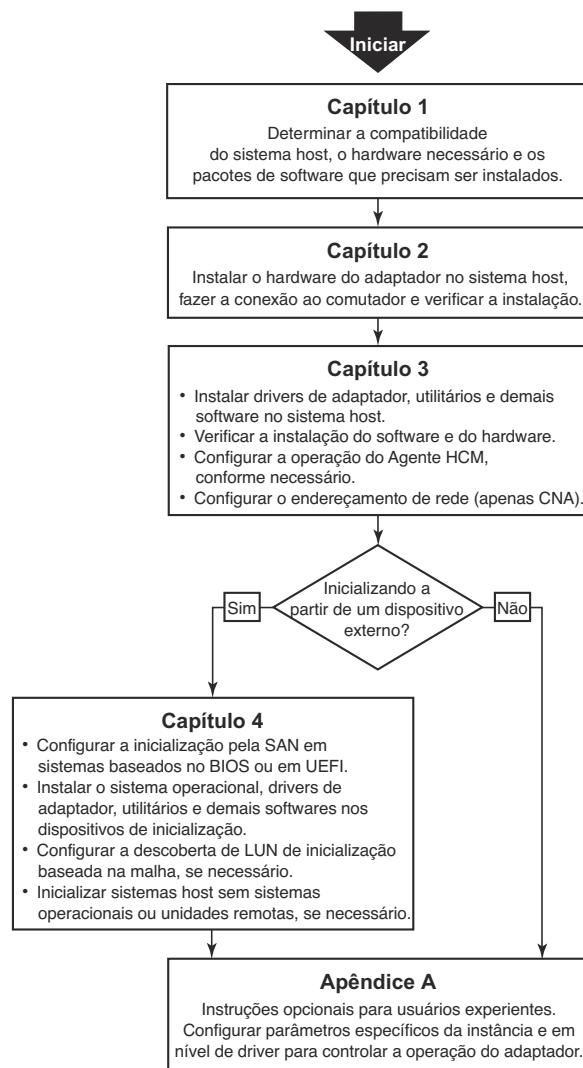 Iniciar
Capítulo 1
Determinar a compatibilidade
do sistema host, o hardware necessário e os
pacotes de software que precisam ser instalados.
Capítulo 2
Instalar o hardware do adaptador no sistema host,
fazer a conexão ao comutador e verificar a instalação.
Capítulo 3
• Instalar drivers de adaptador, utilitários e demais
software no sistema host.
• Verificar a instalação do software e do hardware.
• Configurar a operação do Agente HCM,
conforme necessário.
• Configurar o endereçamento de rede (apenas CNA).
Inicializando a
partir de um dispositivo
externo?
Sim
Não
Capítulo 4
• Configurar a inicialização pela SAN em
sistemas baseados no BIOS ou em UEFI.
• Instalar o sistema operacional, drivers de
adaptador, utilitários e demais softwares nos
dispositivos de inicialização.
• Configurar a descoberta de LUN de inicialização
baseada na malha, se necessário.
• Inicializar sistemas host sem sistemas
operacionais ou unidades remotas, se necessário.
Apêndice A
Instruções opcionais para usuários experientes.
Configurar parâmetros específicos da instância e em
nível de driver para controlar a operação do adaptador.